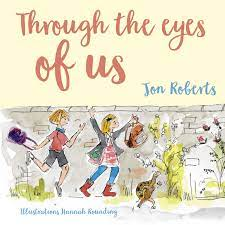 Through the eyes
of us
Jon Roberts
Illustrations Hannah Rounding